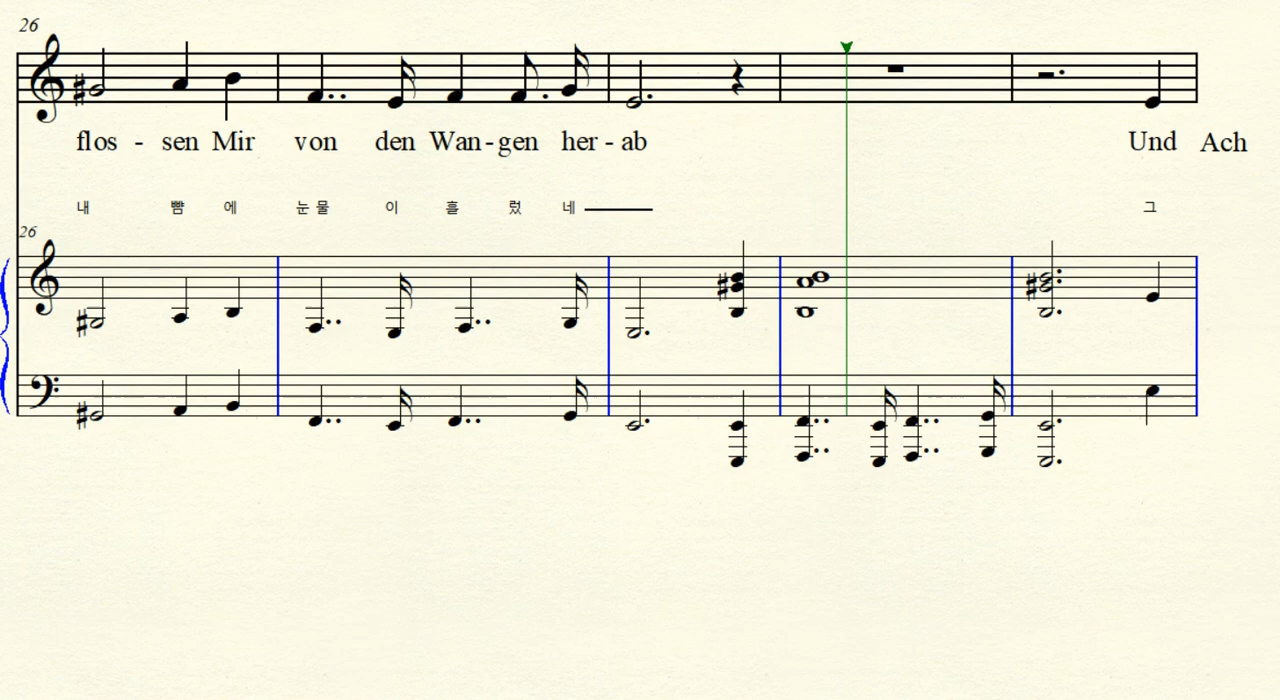 26
flos - sen Mir von den Wan - gen her - ab Und Ach
내 뺨 에 눈 물 이 흘 렀 네 그
26